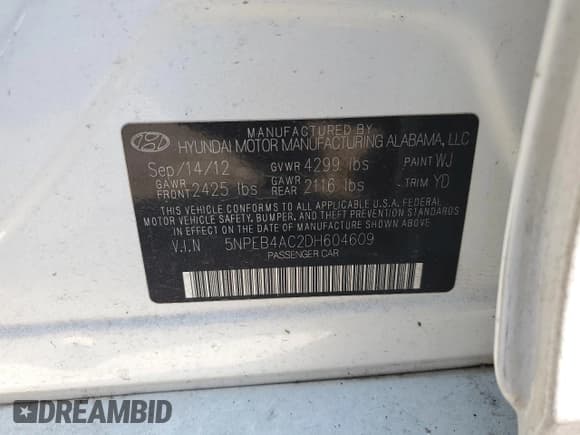 MANUFACTURED BY
HYUNDAI MOTOR MANUFACTURING ALABAMA, LLC
Sep/14/12 GVWR 4299 lbs PAINT WJ
GAWR FRONT 2425 lbs GAWR REAR 2116 lbs TRIM YD
THIS VEHICLE CONFORMS TO ALL APPLICABLE U.S.A. FEDERAL
MOTOR VEHICLE SAFETY, BUMPER, AND THEFT PREVENTION STANDARDS
IN EFFECT ON THE DATE OF MANUFACTURE SHOWN ABOVE
V.I.N 5NPEB4AC2DH604609
PASSENGER CAR
DREAMBID